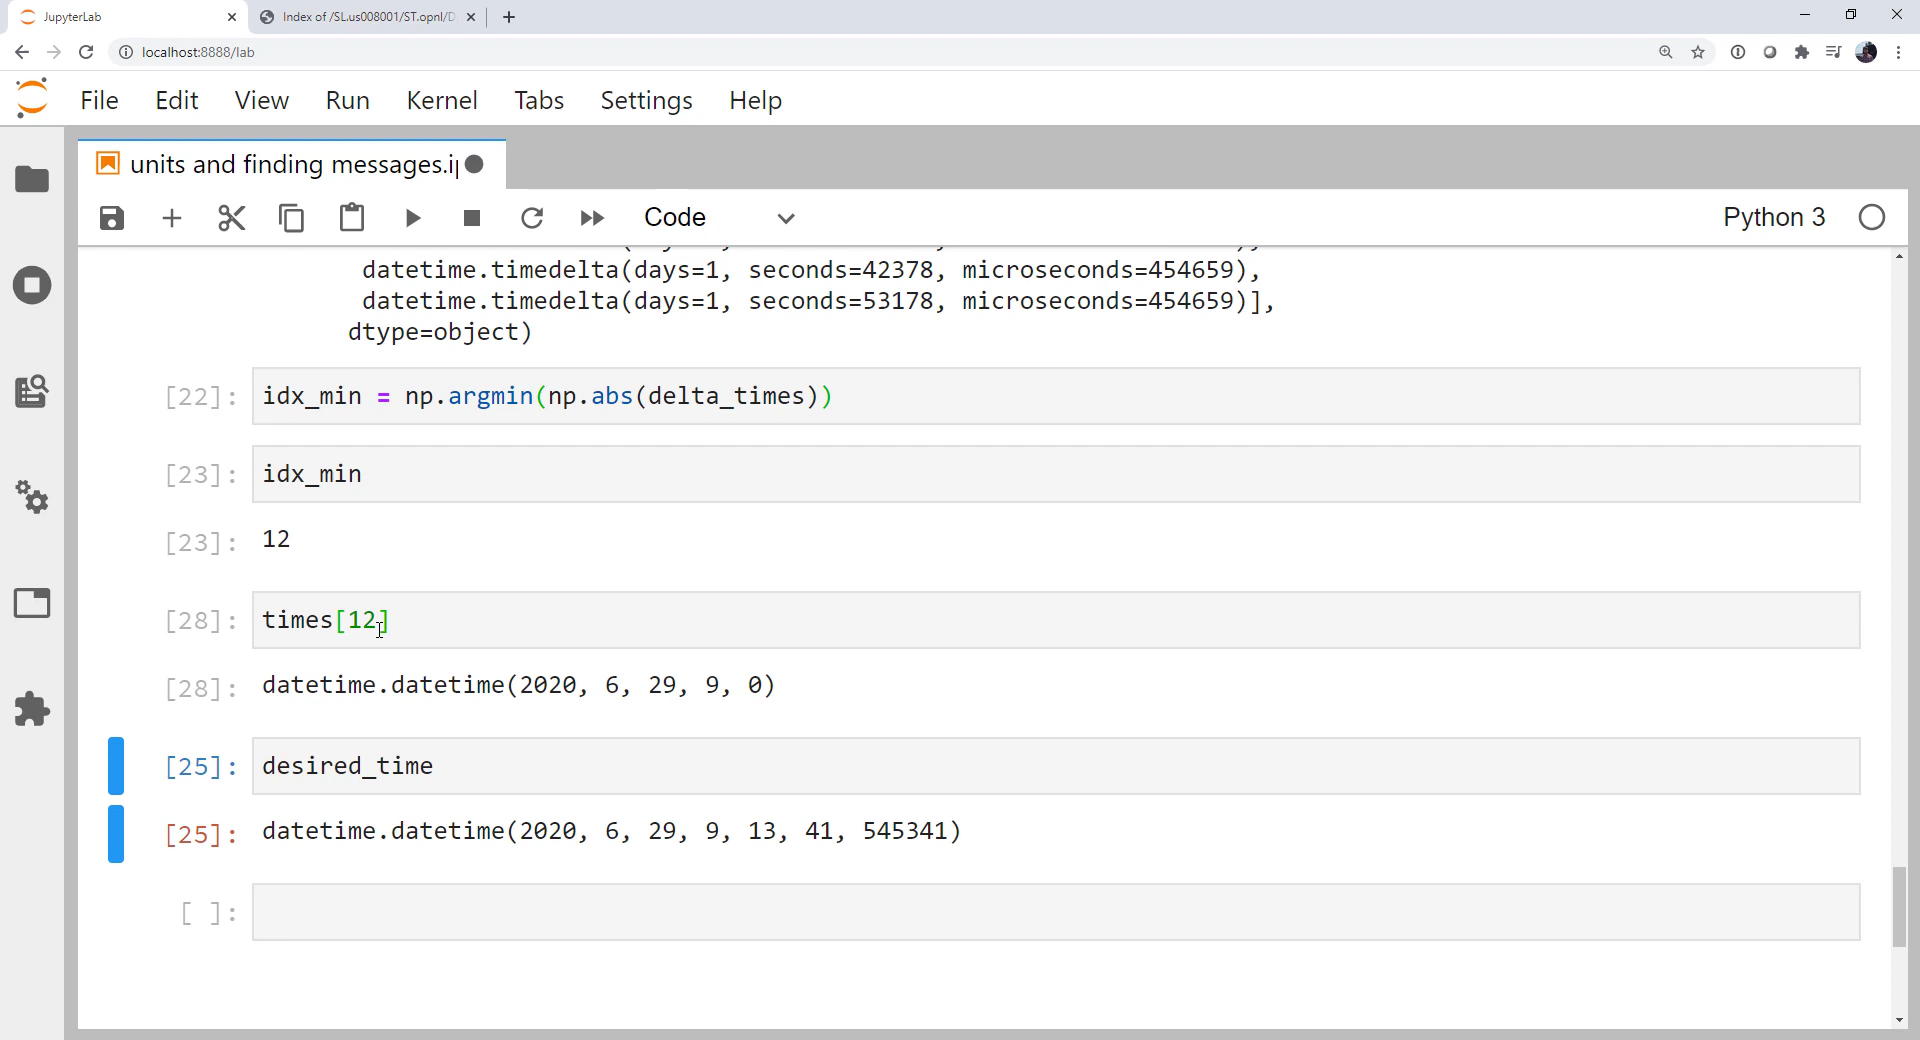 JupyterLab
Index of /SL.us008001/ST.opnl/D
localhost:8888/lab
File Edit View Run Kernel Tabs Settings Help
units and finding messages.ip
Code
Python 3
datetime.timedelta(days=1, seconds=42378, microseconds=454659),
datetime.timedelta(days=1, seconds=53178, microseconds=454659)],
dtype=object)
[22]: idx_min = np.argmin(np.abs(delta_times))
[23]: idx_min
[23]: 12
[28]: times[12]
[28]: datetime.datetime(2020, 6, 29, 9, 0)
[25]: desired_time
[25]: datetime.datetime(2020, 6, 29, 9, 13, 41, 545341)
[ ]: